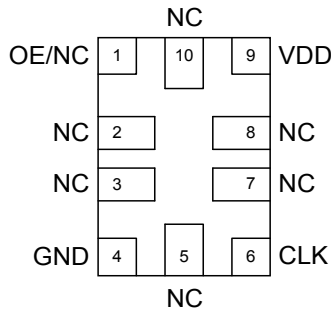 NC
OE/NC 1 10 9 VDD
NC 2 8 NC
NC 3 7 NC
GND 4 5 6 CLK
NC